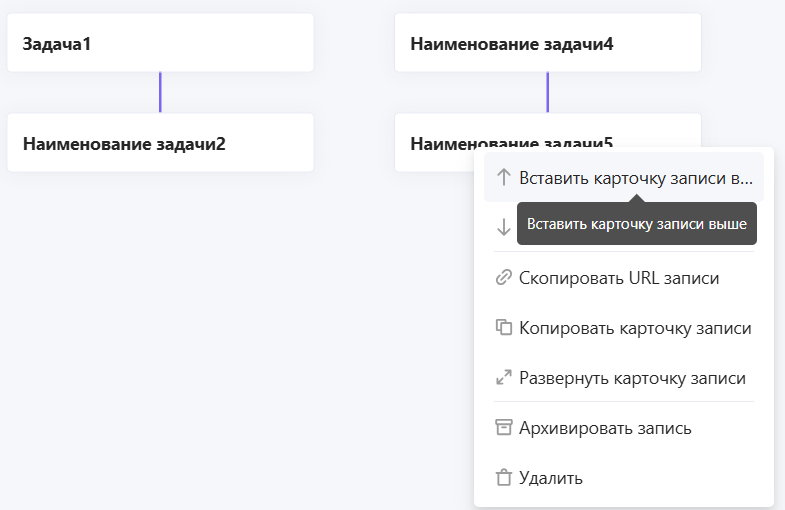 Задача1
Наименование задачи2
Наименование задачи4
Наименование задачи5
Вставить карточку записи в...
Вставить карточку записи выше
Скопировать URL записи
Копировать карточку записи
Развернуть карточку записи
Архивировать запись
Удалить